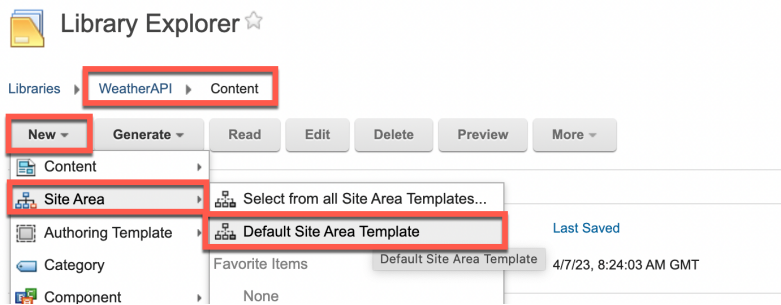 Library Explorer
Libraries WeatherAPI Content
New Generate Read Edit Delete Preview More
Content
Site Area Select from all Site Area Templates...
Authoring Template Default Site Area Template Last Saved
Category Favorite Items Default Site Area Template 4/7/23, 8:24:03 AM GMT
Component None